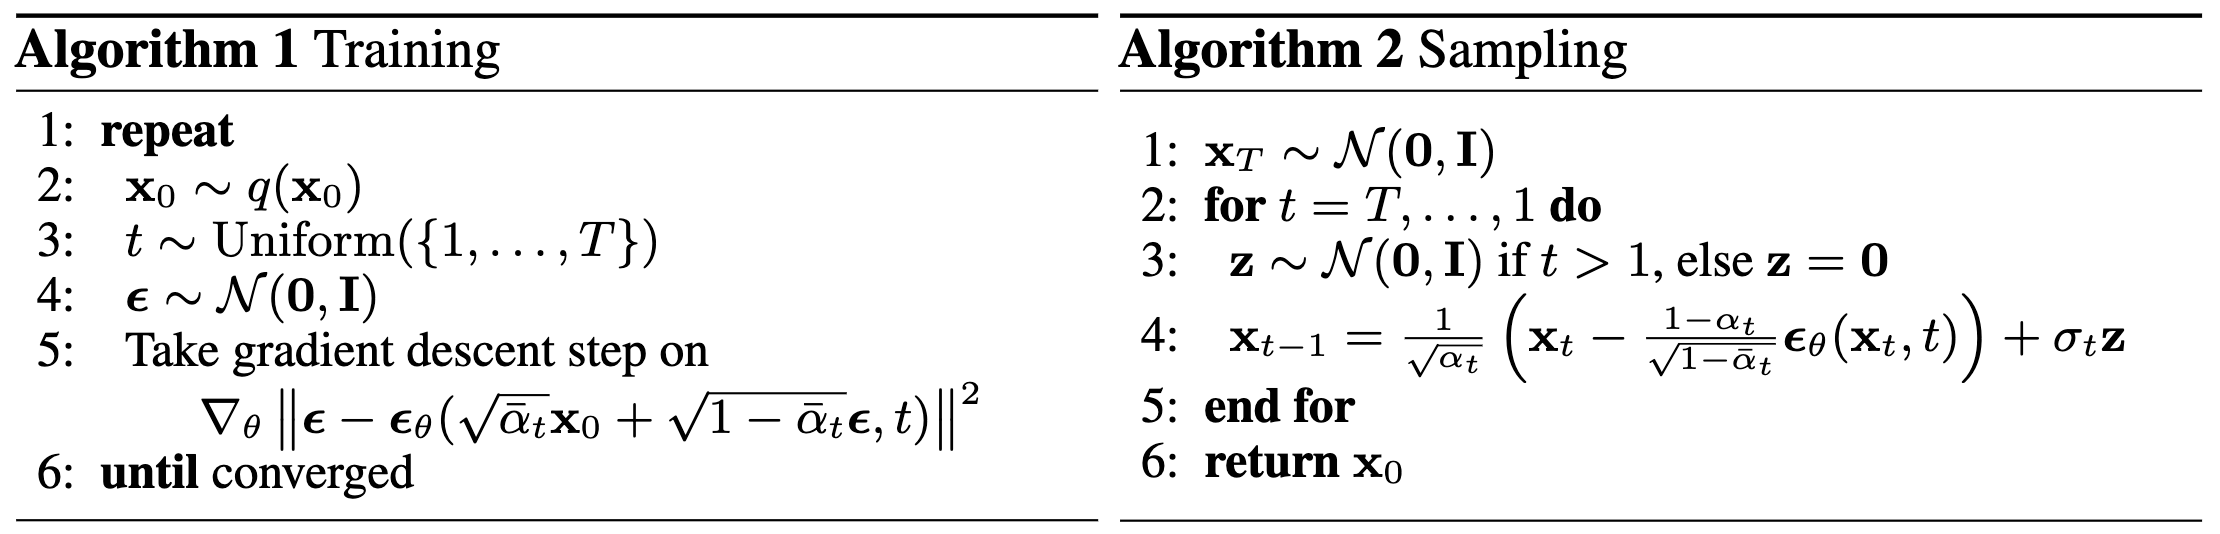 Algorithm 1 Training
1: repeat
2: x₀ ∼ q(x₀)
3: t ∼ Uniform({1, . . . , T})
4: ϵ ∼ 𝒩(0, I)
5: Take gradient descent step on
∇_θ ‖ϵ − ϵ_θ(√ᾱ_t x₀ + √(1 − ᾱ_t) ϵ, t)‖²
6: until converged
Algorithm 2 Sampling
1: x_T ∼ 𝒩(0, I)
2: for t = T, . . . , 1 do
3: z ∼ 𝒩(0, I) if t > 1, else z = 0
4: x_{t−1} = 1/√α_t (x_t − (1−α_t)/√(1−ᾱ_t) ϵ_θ(x_t, t)) + σ_t z
5: end for
6: return x₀